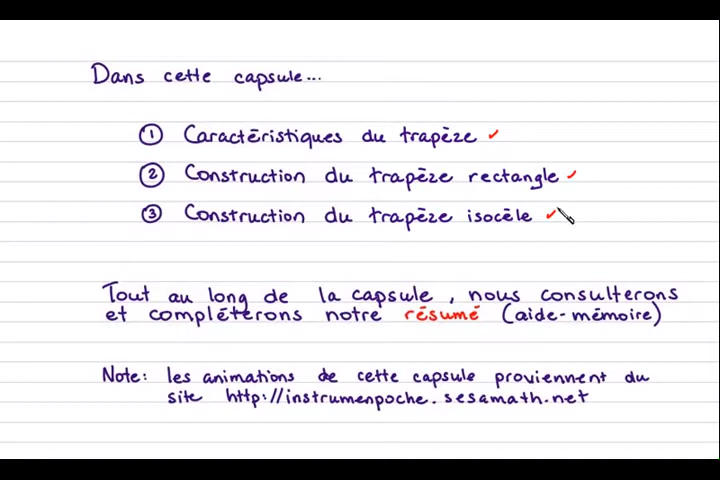 Dans cette capsule...
① Caractéristiques du trapèze ✓
② Construction du trapèze rectangle ✓
③ Construction du trapèze isocèle ✓
Tout au long de la capsule, nous consulterons
et complèterons notre résumé (aide-mémoire)
Note: les animations de cette capsule proviennent du
site http://instrumenpoche.sesamath.net